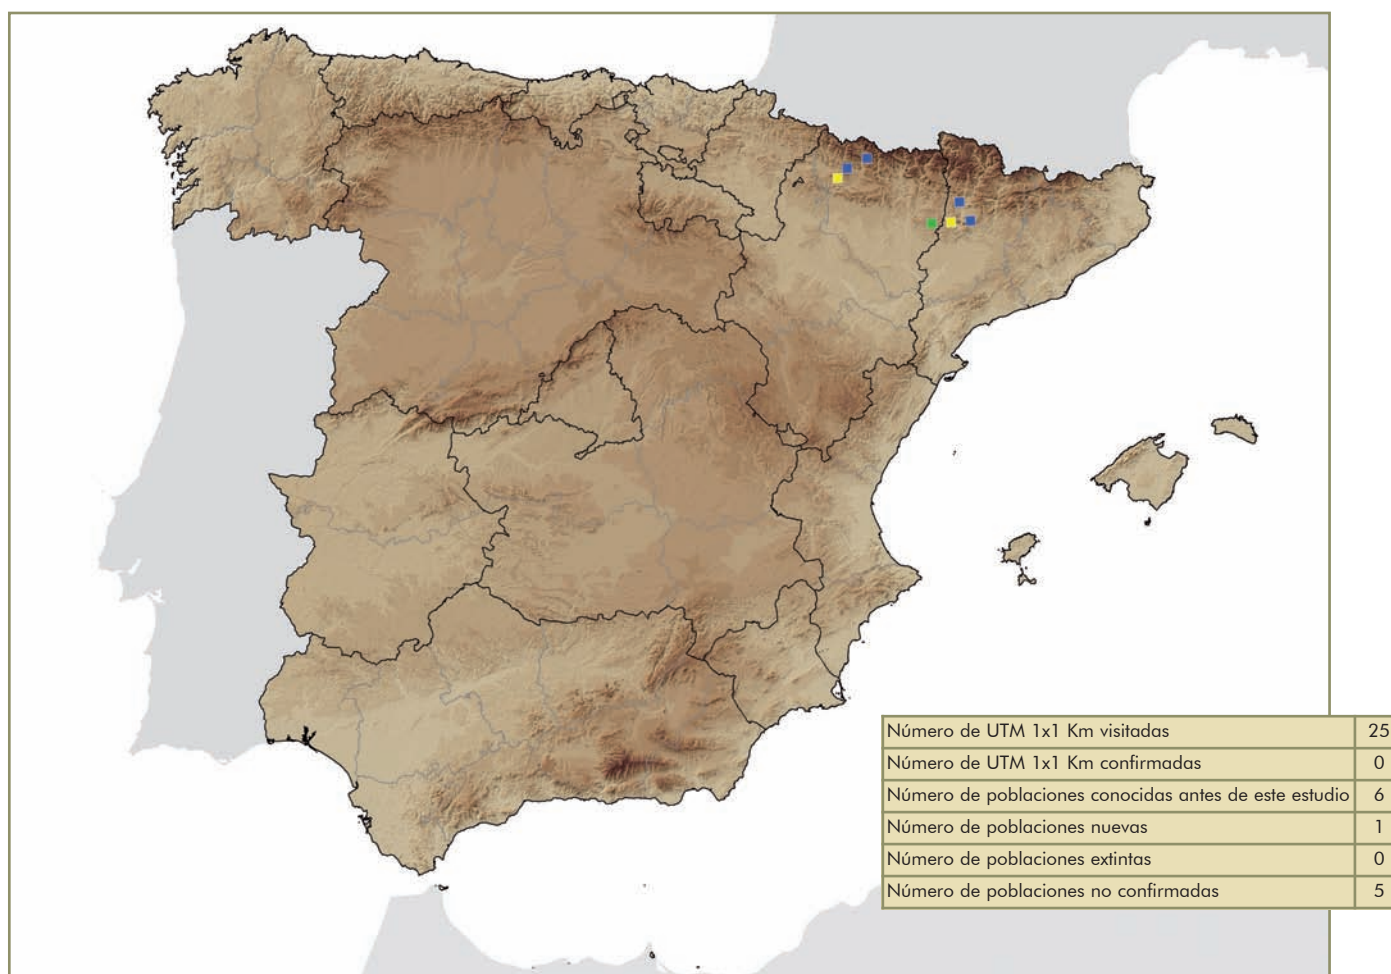 Número de UTM 1x1 Km visitadas 25
Número de UTM 1x1 Km confirmadas 0
Número de poblaciones conocidas antes de este estudio 6
Número de poblaciones nuevas 1
Número de poblaciones extintas 0
Número de poblaciones no confirmadas 5